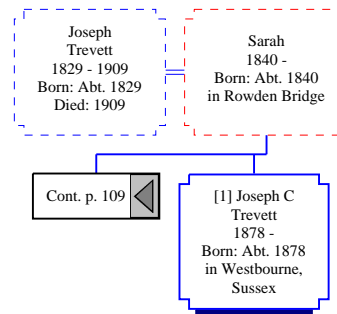 Joseph
Trevett
1829 - 1909
Born: Abt. 1829
Died: 1909
Sarah
1840 -
Born: Abt. 1840
in Rowden Bridge
Cont. p. 109
[1] Joseph C
Trevett
1878 -
Born: Abt. 1878
in Westbourne,
Sussex